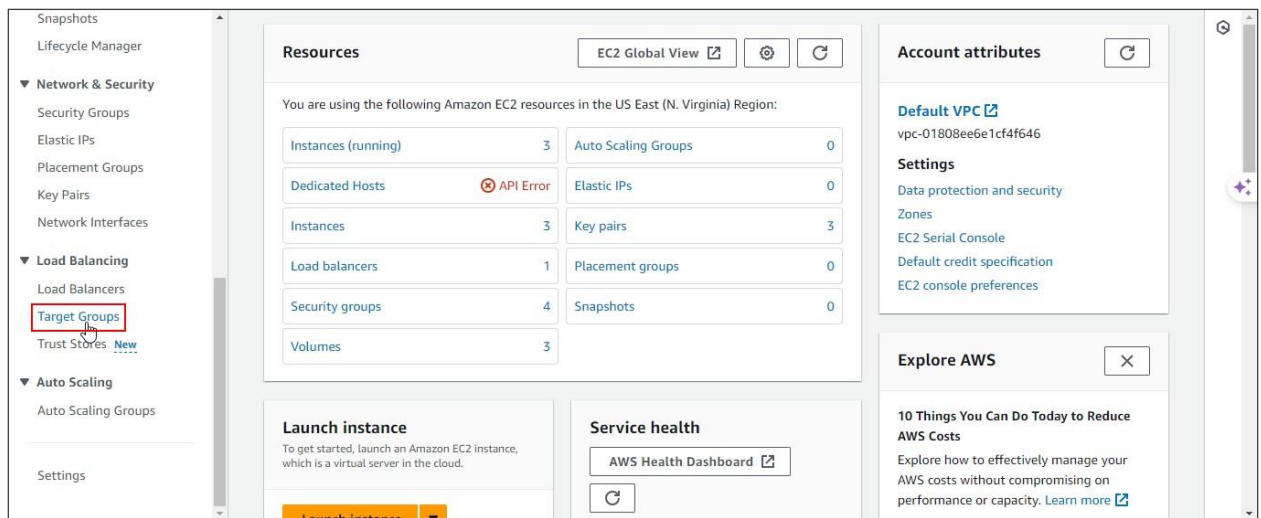 Snapshots
Lifecycle Manager
Network & Security
Security Groups
Elastic IPs
Placement Groups
Key Pairs
Network Interfaces
Load Balancing
Load Balancers
Target Groups
Trust Stores New
Auto Scaling
Auto Scaling Groups
Settings
Resources
EC2 Global View
You are using the following Amazon EC2 resources in the US East (N. Virginia) Region:
Instances (running) 3
Auto Scaling Groups 0
Dedicated Hosts API Error
Elastic IPs 0
Instances 3
Key pairs 3
Load balancers 1
Placement groups 0
Security groups 4
Snapshots 0
Volumes 3
Launch instance
To get started, launch an Amazon EC2 instance,
which is a virtual server in the cloud.
Launch instance
Service health
AWS Health Dashboard
Account attributes
Default VPC
vpc-01808ee6e1cf4f646
Settings
Data protection and security
Zones
EC2 Serial Console
Default credit specification
EC2 console preferences
Explore AWS
10 Things You Can Do Today to Reduce
AWS Costs
Explore how to effectively manage your
AWS costs without compromising on
performance or capacity. Learn more